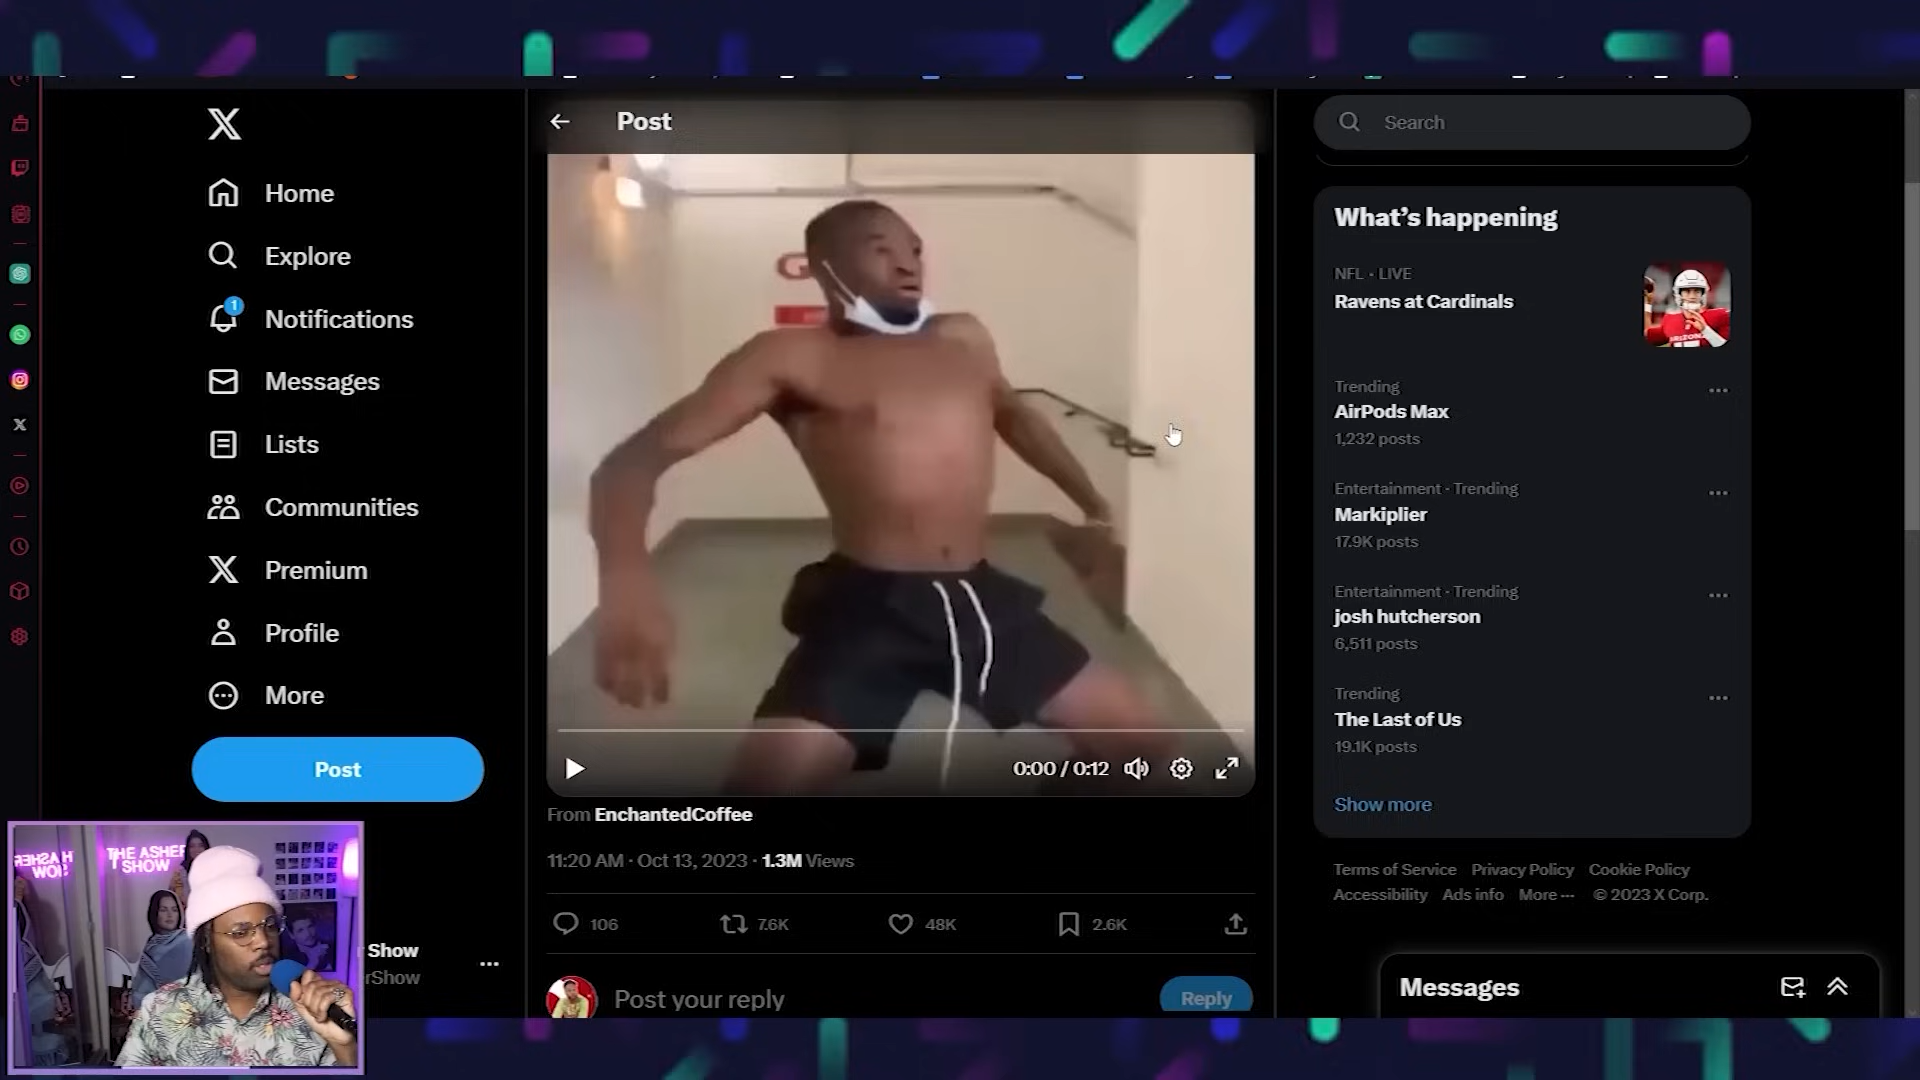 Post
Search
Home
Explore
1
Notifications
Messages
Lists
Communities
Premium
Profile
More
Post
G
0:00 / 0:12
From EnchantedCoffee
11:20 AM · Oct 13, 2023 · 1.3M Views
106
7.6K
48K
2.6K
Post your reply
Reply
What's happening
NFL · LIVE
Ravens at Cardinals
Trending
AirPods Max
1,232 posts
Entertainment · Trending
Markiplier
17.9K posts
Entertainment · Trending
josh hutcherson
6,511 posts
Trending
The Last of Us
19.1K posts
Show more
Terms of Service Privacy Policy Cookie Policy
Accessibility Ads info More ··· © 2023 X Corp.
Messages
THE ASHER
SHOW
Show
rShow